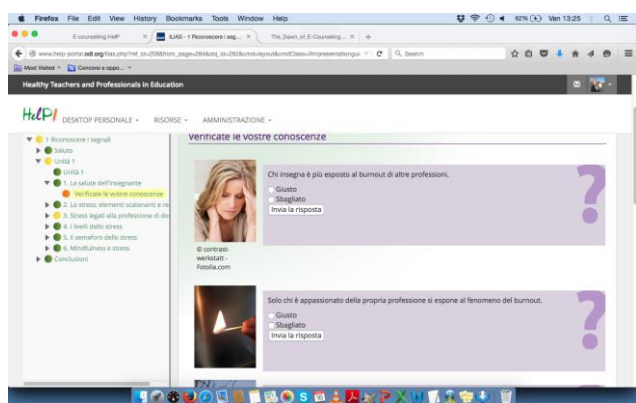 Firefox File Edit View History Bookmarks Tools Window Help
62% Ven 13:25
E-counseling HelP
ILIAS - 1 Riconoscere i seg...
The_Dawn_of_E-Counseling...
Search
Most Visited
Concorsi e oppo...
Healthy Teachers and Professionals in Education
HelP!
DESKTOP PERSONALE
RISORSE
AMMINISTRAZIONE
1 Riconoscere i segnali
Saluto
Unità 1
Unità 1
1. La salute dell'insegnante
Verificate le vostre conoscenze
2. Lo stress: elementi scatenanti e re
3. Stress legati alla professione di do
4. I livelli dello stress
5. Il semaforo dello stress
6. Mindfulness e stress
Conclusioni
Verificate le vostre conoscenze
Chi insegna è più esposto al burnout di altre professioni.
Giusto
Sbagliato
Invia la risposta
© contrast-
werkstatt -
Fotolia.com
Solo chi è appassionato della propria professione si espone al fenomeno del burnout.
Giusto
Sbagliato
Invia la risposta